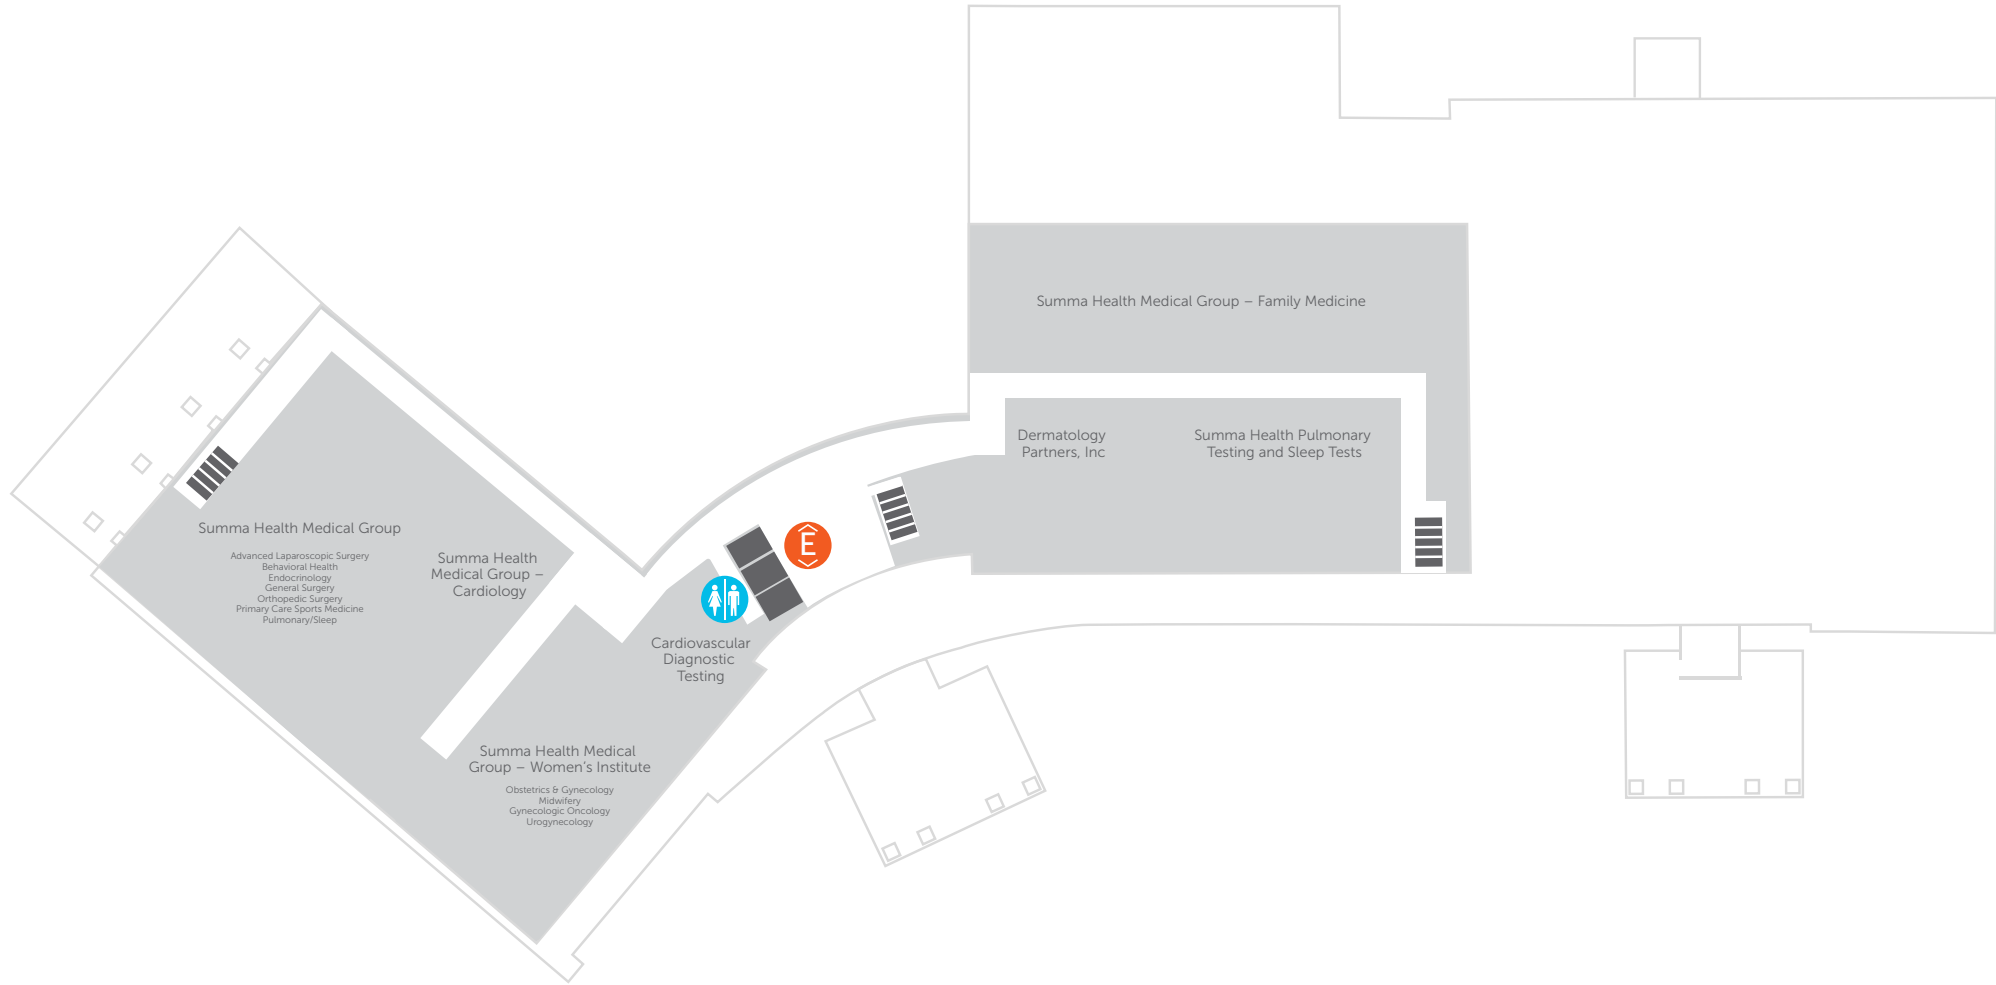 Summa Health Medical Group – Family Medicine
Dermatology
Partners, Inc
Summa Health Pulmonary
Testing and Sleep Tests
E
Summa Health Medical Group
Advanced Laparoscopic Surgery
Behavioral Health
Endocrinology
General Surgery
Orthopedic Surgery
Primary Care Sports Medicine
Pulmonary/Sleep
Summa Health
Medical Group –
Cardiology
Cardiovascular
Diagnostic
Testing
Summa Health Medical
Group – Women's Institute
Obstetrics & Gynecology
Midwifery
Gynecologic Oncology
Urogynecology